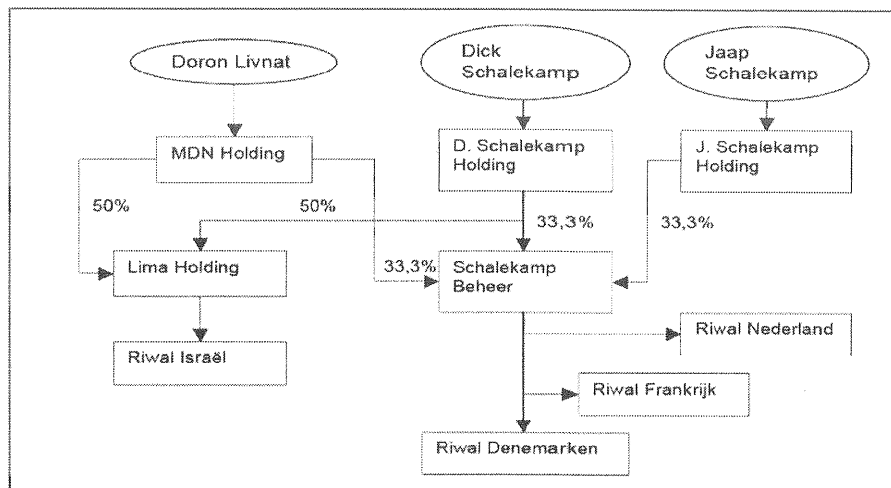 Doron Livnat
Dick
Schalekamp
Jaap
Schalekamp
MDN Holding
D. Schalekamp
Holding
J. Schalekamp
Holding
50%
50%
33,3%
33,3%
Lima Holding
33,3%
Schalekamp
Beheer
Riwal Nederland
Riwal Israël
Riwal Frankrijk
Riwal Denemarken